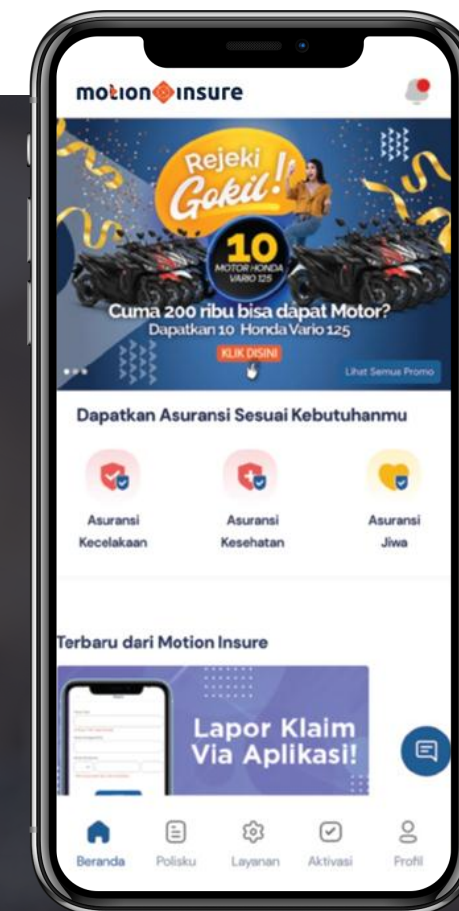 motion insure
Rejeki
Gokil!
10
MOTOR HONDA
VARIO 125
Cuma 200 ribu bisa dapat Motor?
Dapatkan 10 Honda Vario 125
KLIK DISINI
Lihat Semua Promo
Dapatkan Asuransi Sesuai Kebutuhanmu
Asuransi
Kecelakaan
Asuransi
Kesehatan
Asuransi
Jiwa
Terbaru dari Motion Insure
Lapor Klaim
Via Aplikasi!
Beranda
Polisku
Layanan
Aktivasi
Profil